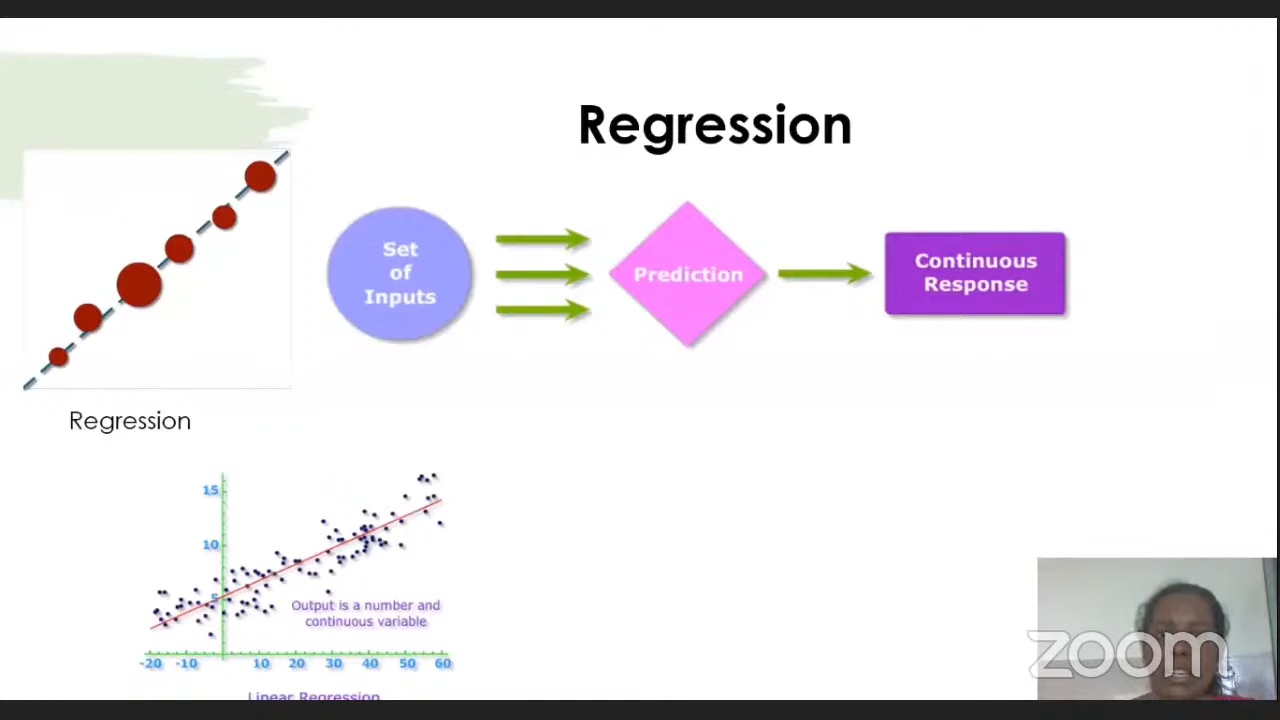 Regression
Set
of
Inputs
Prediction
Continuous
Response
Regression
15
10
5
Output is a number and
continuous variable
-20 -10 10 20 30 40 50 60
Linear Regression
zoom